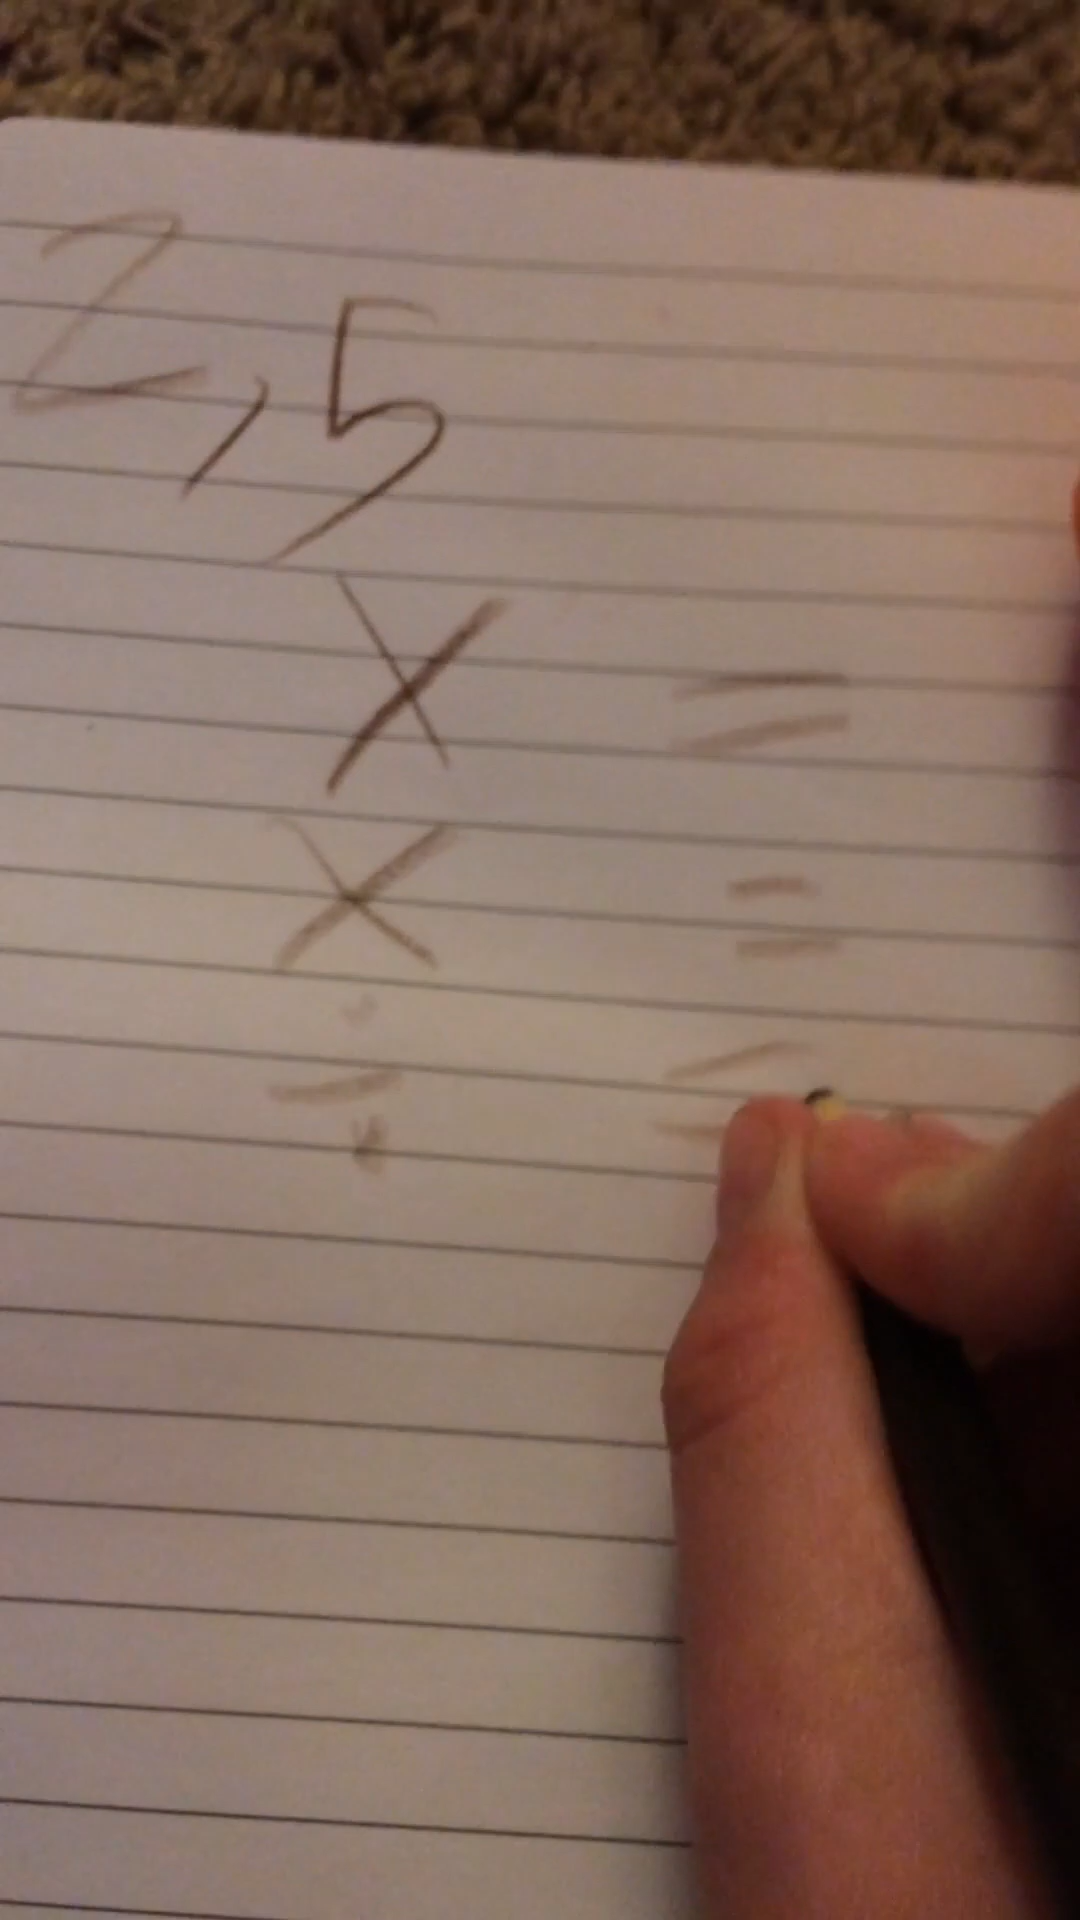 2,5
× =
× =
÷ =